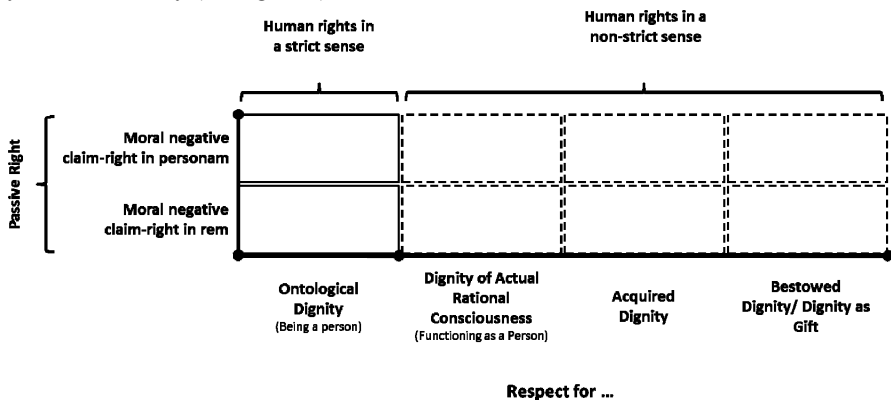 Human rights in
a strict sense
Human rights in a
non-strict sense
Passive Right
Moral negative
claim-right in personam
Moral negative
claim-right in rem
Ontological
Dignity
(Being a person)
Dignity of Actual
Rational
Consciousness
(Functioning as a Person)
Acquired
Dignity
Bestowed
Dignity/ Dignity as
Gift
Respect for ...